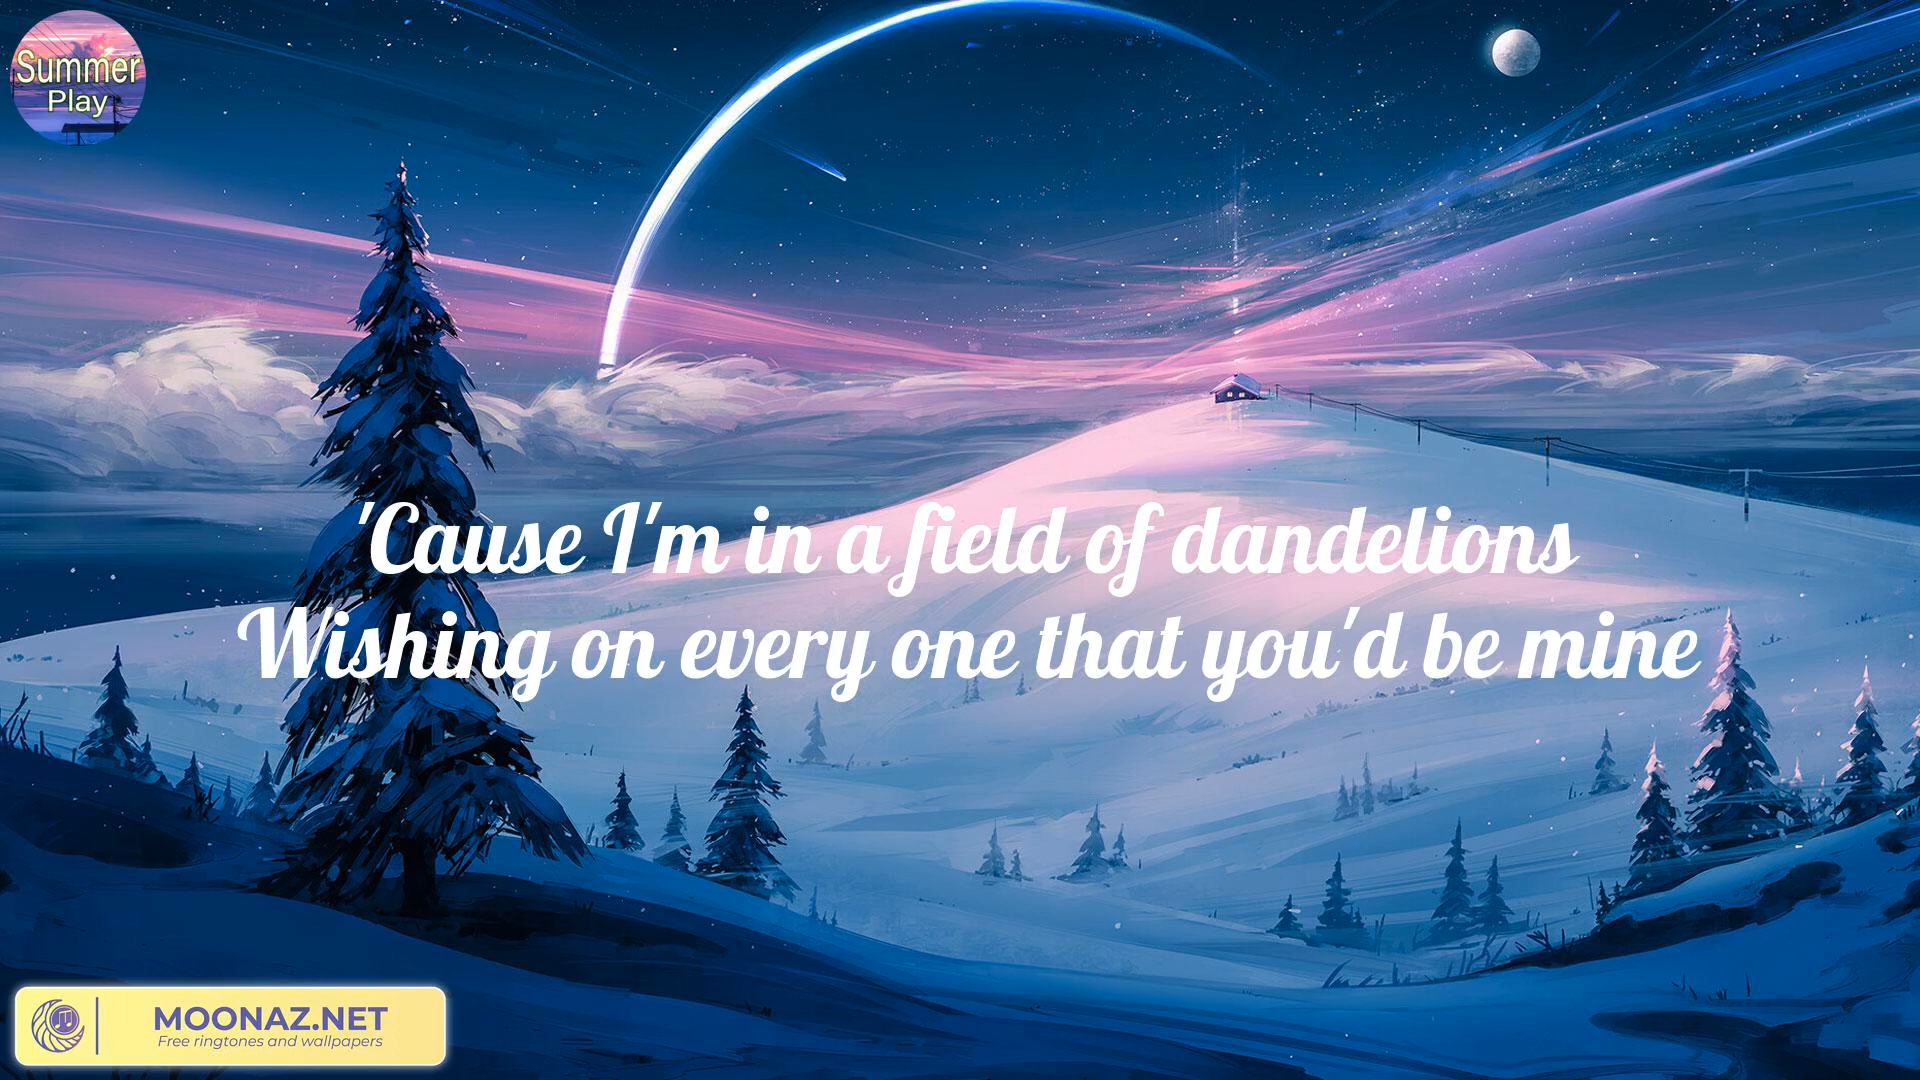 Summer
Play
'Cause I'm in a field of dandelions
Wishing on every one that you'd be mine
MOONAZ.NET
Free ringtones and wallpapers